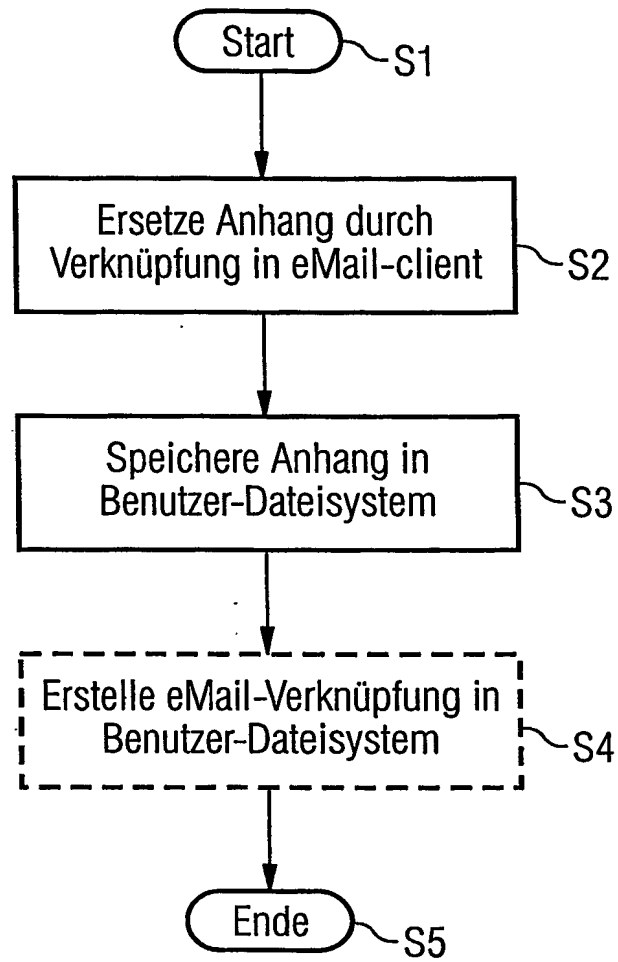 Start
S1
Ersetze Anhang durch
Verknüpfung in eMail-client
S2
Speichere Anhang in
Benutzer-Dateisystem
S3
Erstelle eMail-Verknüpfung in
Benutzer-Dateisystem
S4
Ende
S5